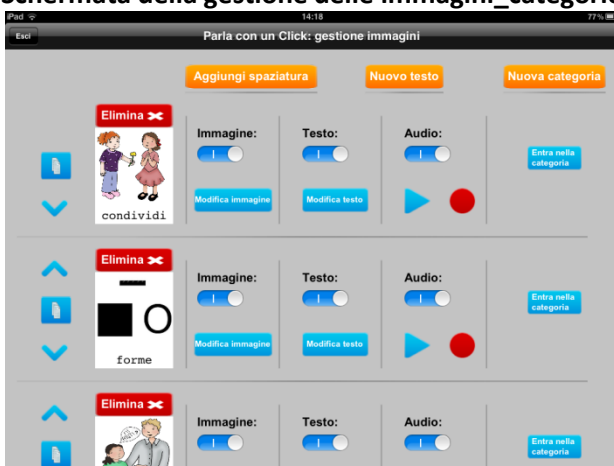 Schermata della gestione delle immagini_categorie
iPad 14:18 77%
Esci Parla con un Click: gestione immagini
Aggiungi spaziatura Nuovo testo Nuova categoria
Elimina
Immagine: Testo: Audio:
Entra nella
categoria
Modifica immagine Modifica testo
condividi
Elimina
Immagine: Testo: Audio:
Entra nella
categoria
Modifica immagine Modifica testo
forme
Elimina
Immagine: Testo: Audio:
Entra nella
categoria